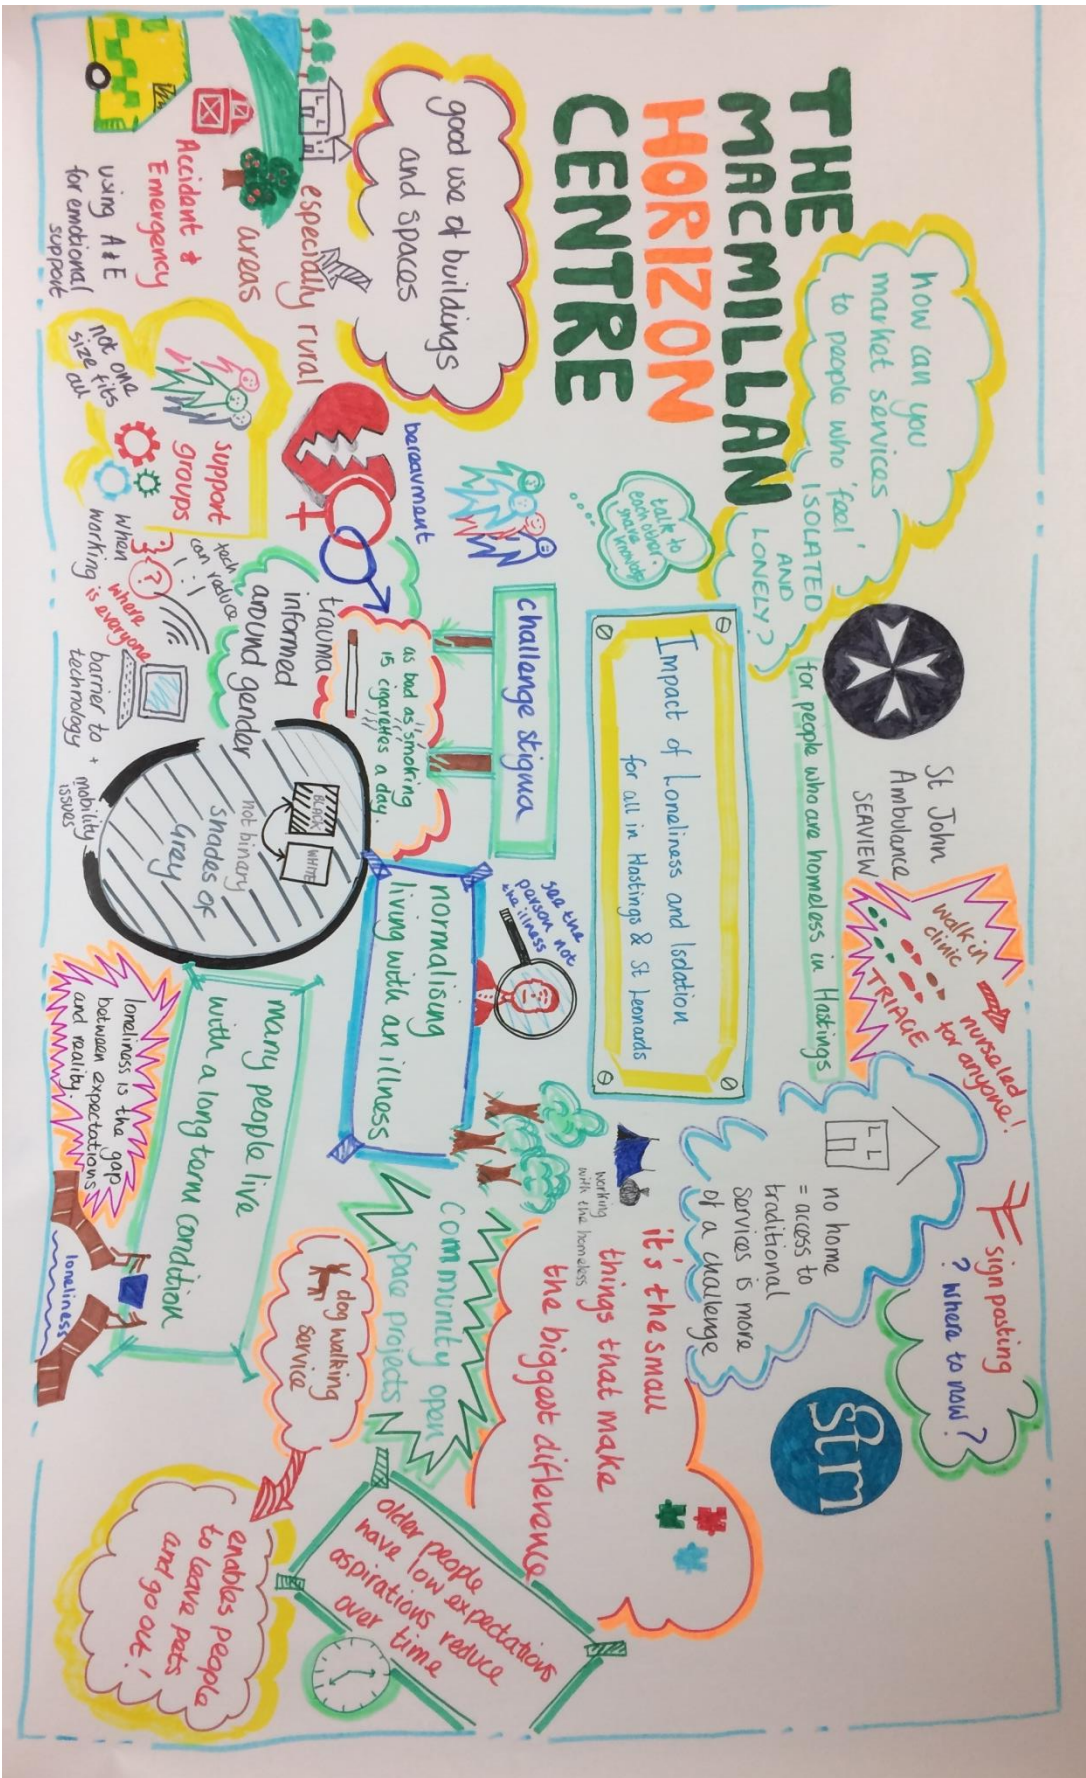 THE
MACMILLAN
HORIZON
CENTRE
how can you
market services
to people who 'feel'
ISOLATED
AND
LONELY?
talk to
each other
share
knowledge
good use of buildings
and spaces
especially rural
areas
Accident &
Emergency
using A&E
for emotional
support
St John
Ambulance
SEAVIEW
for people who are homeless in Hastings
walk in
clinic
TRIAGE
nurse led
for anyone!
signposting
? where to now?
no home
= access to
traditional
services is more
of a challenge
stm
Impact of Loneliness and Isolation
for all in Hastings & St Leonards
challenge stigma
bereavment
as bad as smoking
15 cigarettes a day.
trauma
informed
around gender
support
groups
not one
size fits
all
tech
can reduce
?
when
working
where
is everyone
barrier to
technology
+ mobility
issues
BLACK
WHITE
not binary
shades of
Grey
see the
person not
the illness
normalising
living with an illness
many people live
with a long term condition
loneliness is the gap
between expectations
and reality.
loneliness
working
with the homeless
it's the small
things that make
the biggest difference
community open
space projects
dog walking
service
enables people
to leave pets
and go out!
older people
have low expectations
aspirations reduce
over time